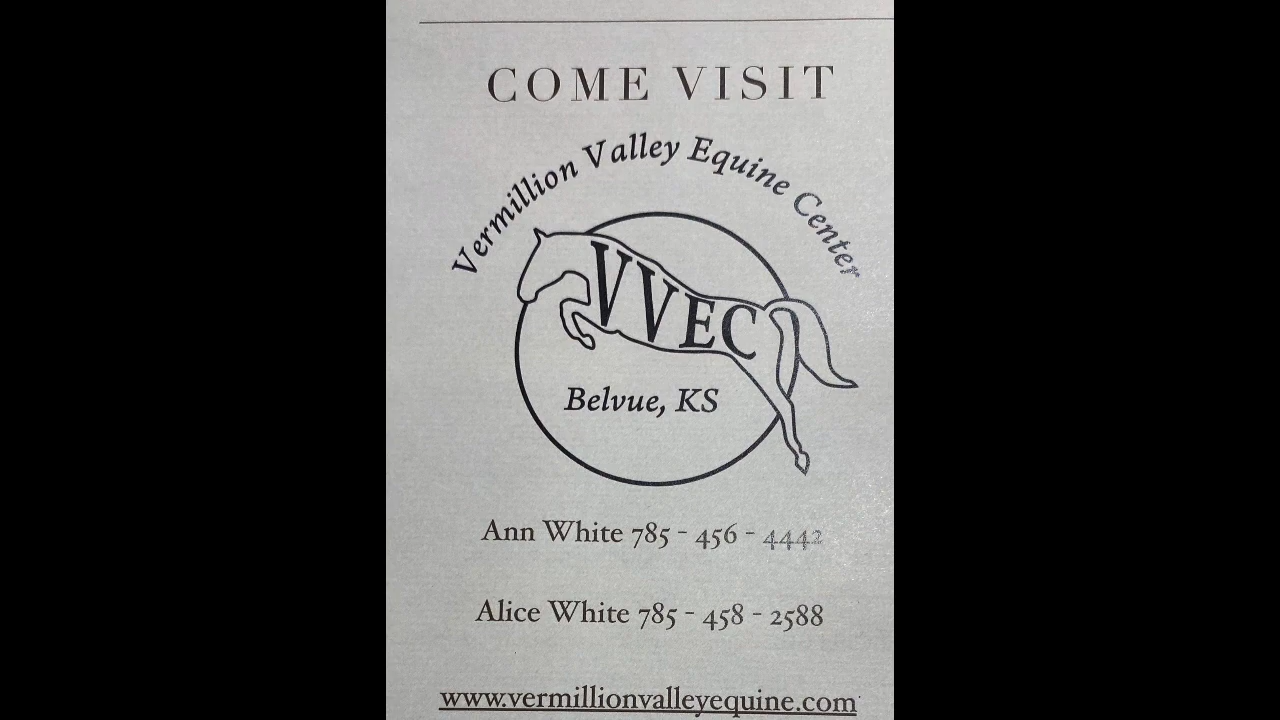 COME VISIT
Vermillion Valley Equine Center
VVEC
Belvue, KS
Ann White 785 - 456 - 4442
Alice White 785 - 458 - 2588
www.vermillionvalleyequine.com